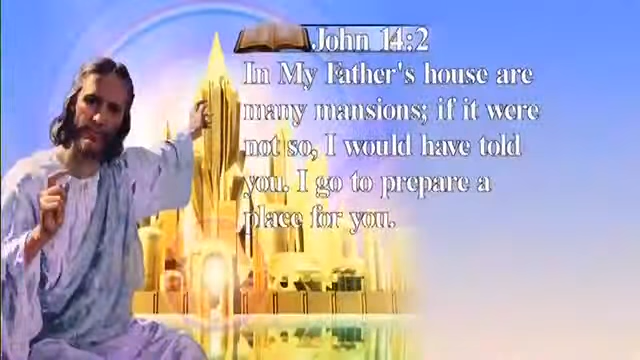 John 14:2
In My Father's house are
many mansions; if it were
not so, I would have told
you. I go to prepare a
place for you.